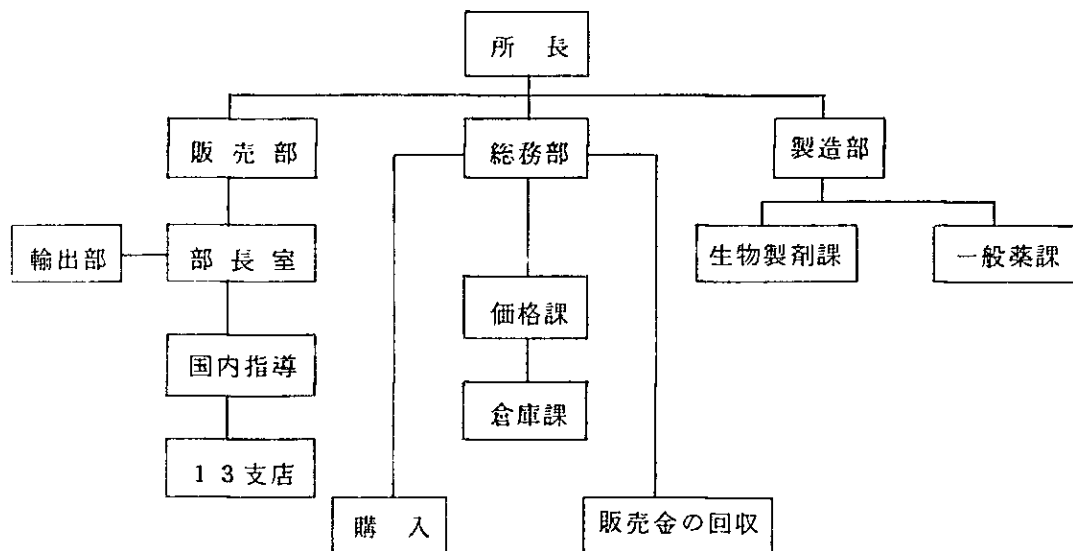 所長
販売部
総務部
製造部
輸出部
部長室
生物製剤課
一般薬課
価格課
国内指導
倉庫課
13支店
購入
販売金の回収